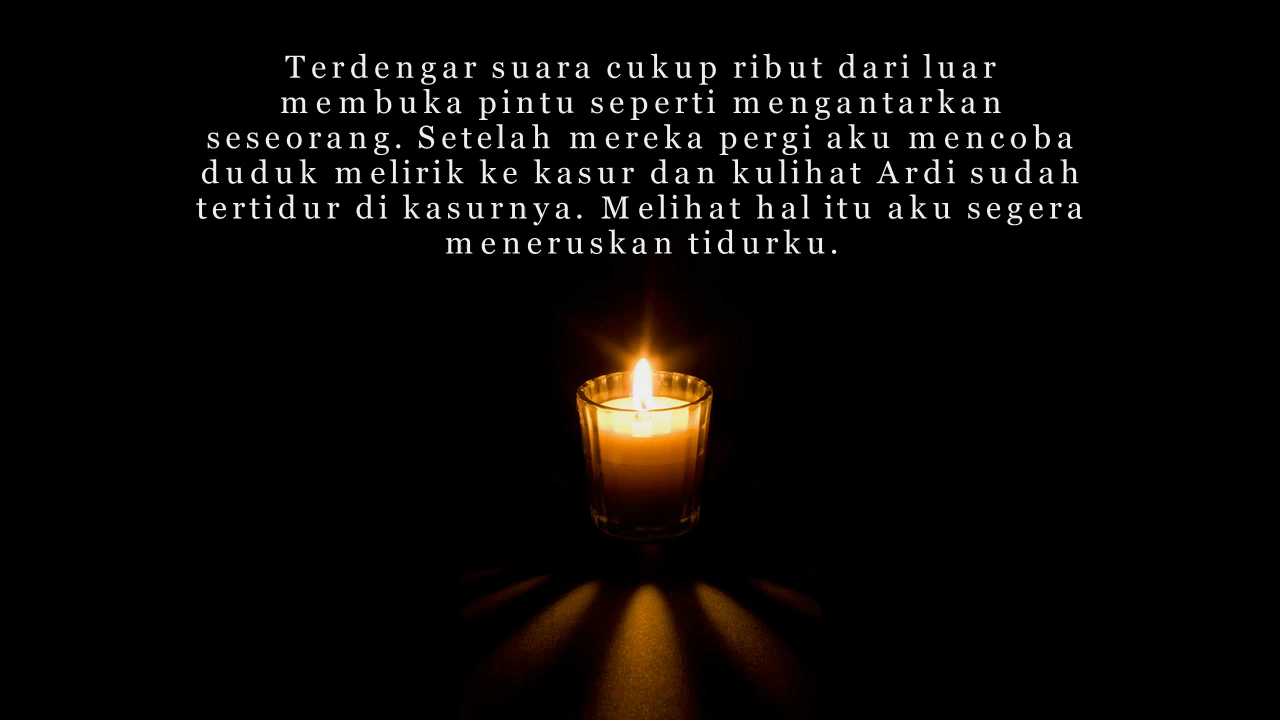 Terdengar suara cukup ribut dari luar
membuka pintu seperti mengantarkan
seseorang. Setelah mereka pergi aku mencoba
duduk melirik ke kasur dan kulihat Ardi sudah
tertidur di kasurnya. Melihat hal itu aku segera
meneruskan tidurku.